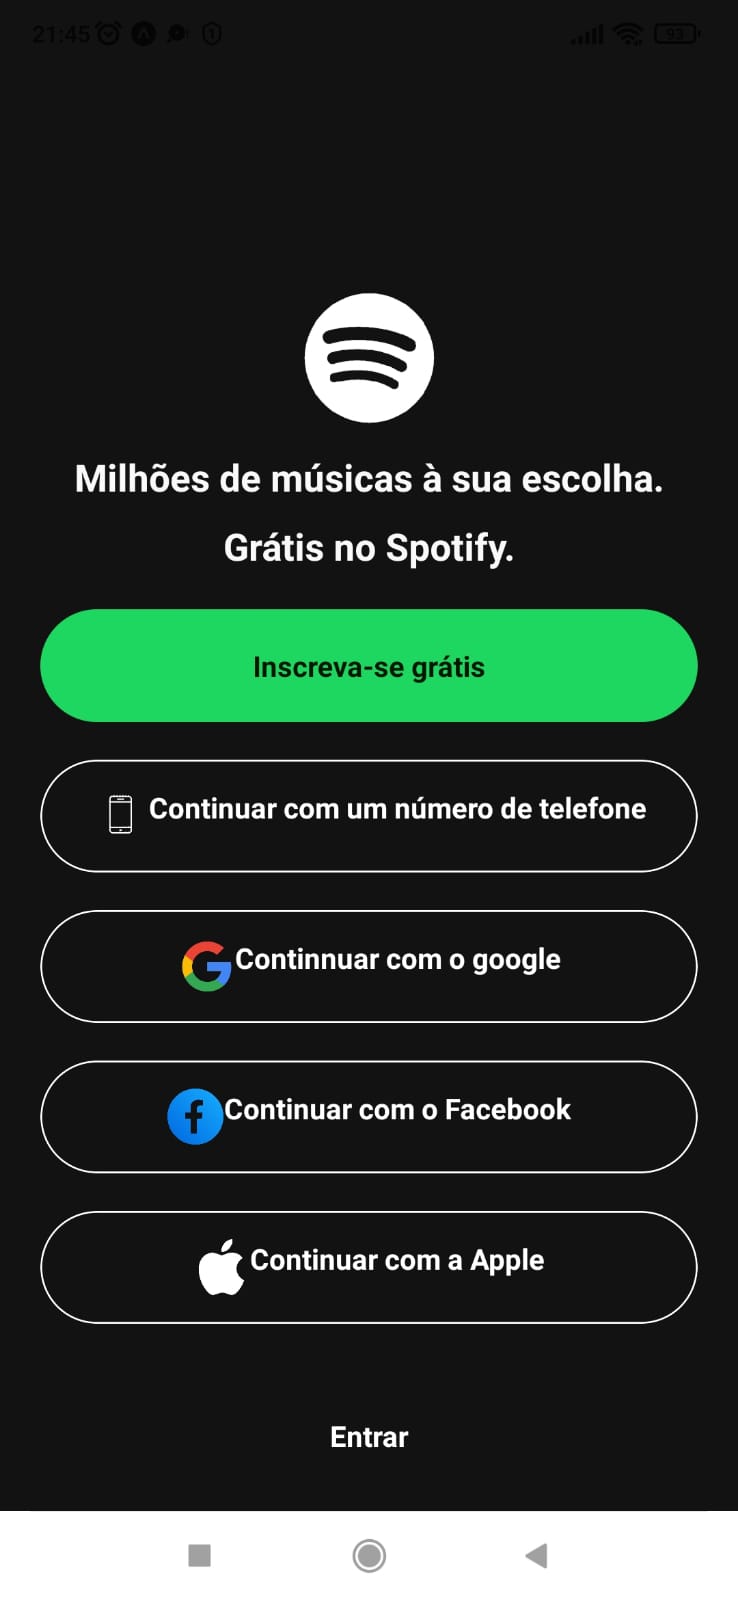 21:45
93
Milhões de músicas à sua escolha.
Grátis no Spotify.
Inscreva-se grátis
Continuar com um número de telefone
Continnuar com o google
Continuar com o Facebook
Continuar com a Apple
Entrar